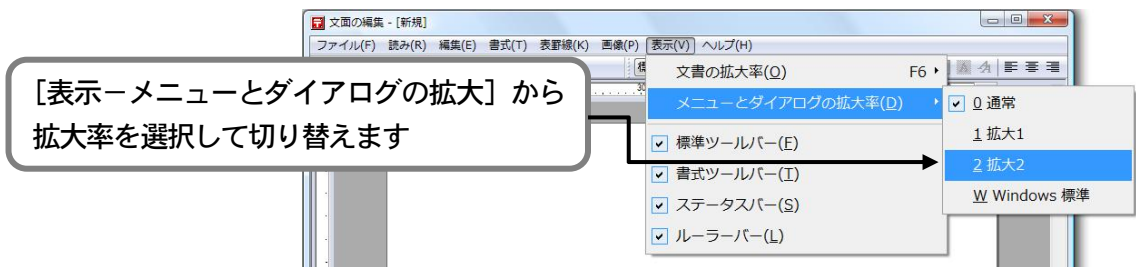 文面の編集 - [新規]
ファイル(F) 読み(R) 編集(E) 書式(T) 表罫線(K) 画像(P) 表示(V) ヘルプ(H)
[表示－メニューとダイアログの拡大] から
拡大率を選択して切り替えます
文書の拡大率(O) F6
メニューとダイアログの拡大率(D)
標準ツールバー(F)
書式ツールバー(T)
ステータスバー(S)
ルーラーバー(L)
0 通常
1 拡大1
2 拡大2
W Windows 標準